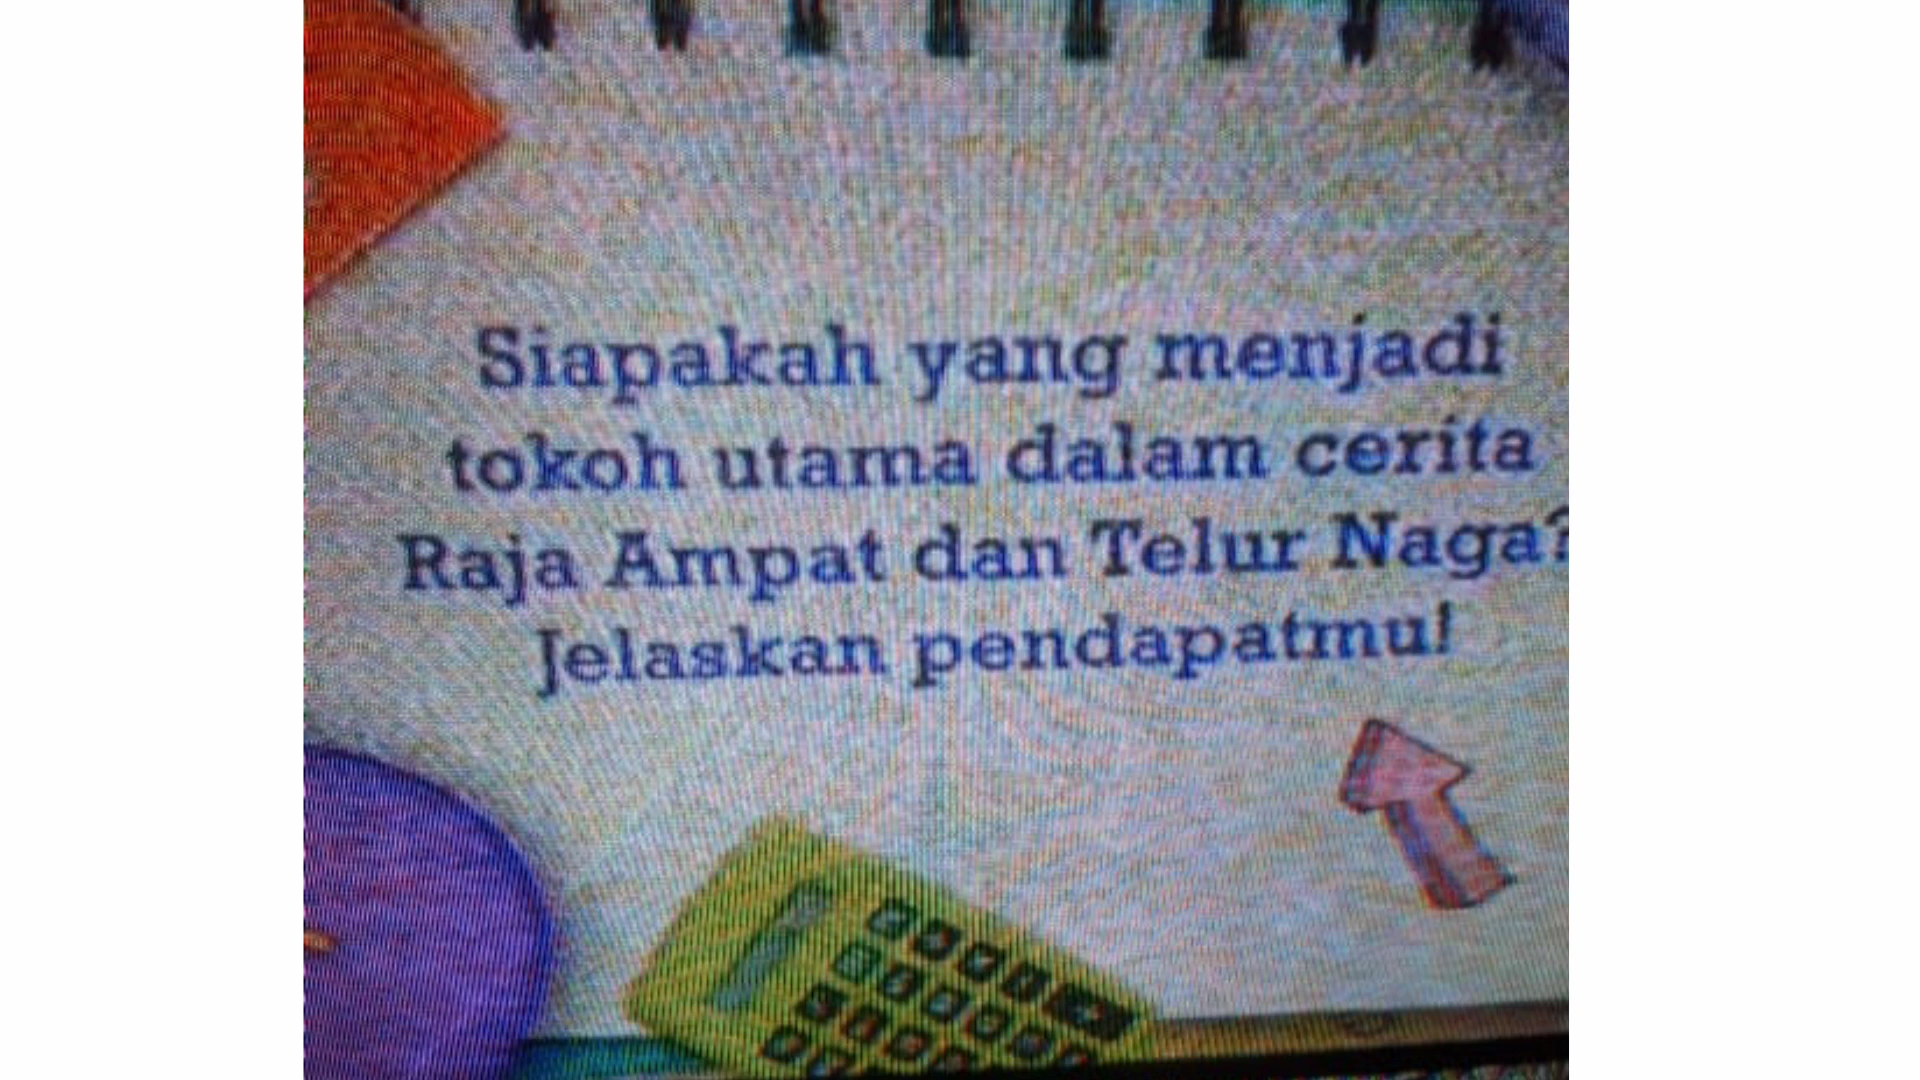 Siapakah yang menjadi
tokoh utama dalam cerita
Raja Ampat dan Telur Naga?
Jelaskan pendapatmu!